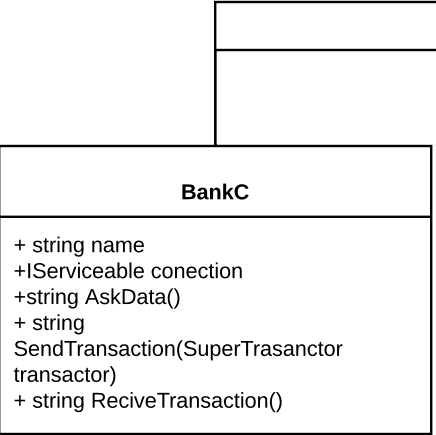 BankC
+ string name
+IServiceable conection
+string AskData()
+ string
SendTransaction(SuperTrasanctor
transactor)
+ string ReciveTransaction()